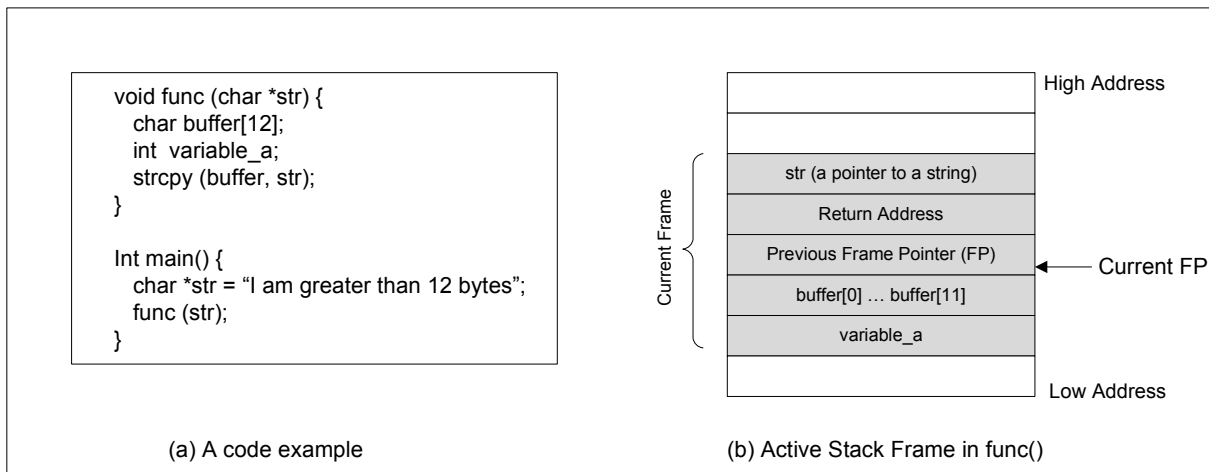 void func (char *str) {
char buffer[12];
int variable_a;
strcpy (buffer, str);
}
Int main() {
char *str = “I am greater than 12 bytes”;
func (str);
}
(a) A code example
High Address
Current Frame
str (a pointer to a string)
Return Address
Previous Frame Pointer (FP)
Current FP
buffer[0] … buffer[11]
variable_a
Low Address
(b) Active Stack Frame in func()